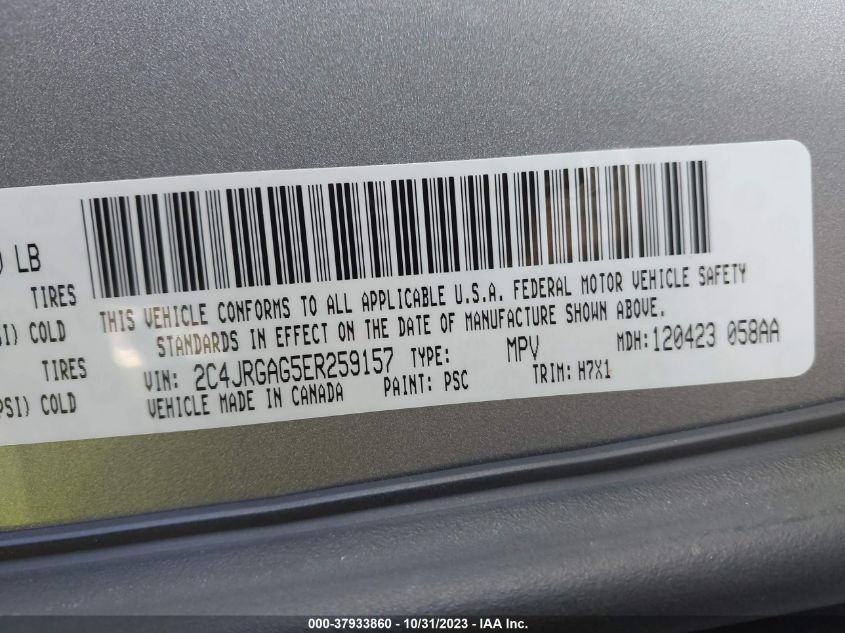 LB
TIRES
COLD
TIRES
PSI) COLD
THIS VEHICLE CONFORMS TO ALL APPLICABLE U.S.A. FEDERAL MOTOR VEHICLE SAFETY
STANDARDS IN EFFECT ON THE DATE OF MANUFACTURE SHOWN ABOVE.
VIN: 2C4JRGAG5ER259157 TYPE: MPV MDH: 120423 058AA
VEHICLE MADE IN CANADA PAINT: PSC TRIM: H7X1
000-37933860 - 10/31/2023 - IAA Inc.